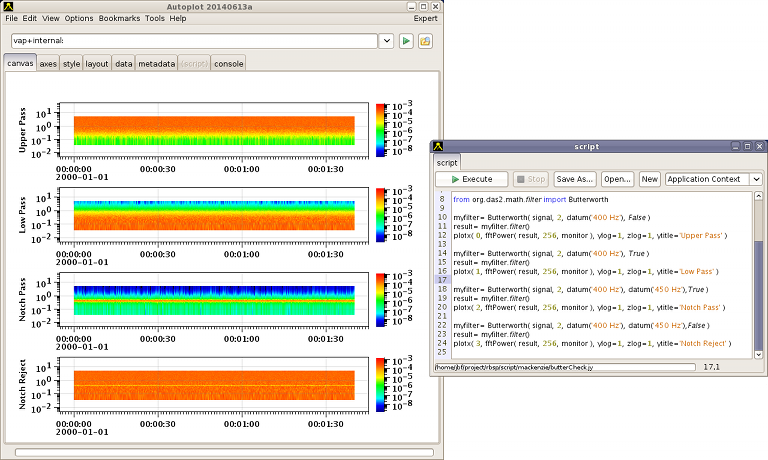 Autoplot 20140613a
File Edit View Options Bookmarks Tools Help Expert
vap+internal:
canvas axes style layout data metadata (script) console
Upper Pass
10^1
10^0
10^-1
10^-2
10^-3
10^-4
10^-5
10^-6
10^-7
10^-8
00:00:00 00:00:30 00:01:00 00:01:30
2000-01-01
Low Pass
10^1
10^0
10^-1
10^-2
10^-3
10^-4
10^-5
10^-6
10^-7
10^-8
00:00:00 00:00:30 00:01:00 00:01:30
2000-01-01
Notch Pass
10^1
10^0
10^-1
10^-2
10^-3
10^-4
10^-5
10^-6
10^-7
10^-8
00:00:00 00:00:30 00:01:00 00:01:30
2000-01-01
Notch Reject
10^1
10^0
10^-1
10^-2
10^-3
10^-4
10^-5
10^-6
10^-7
10^-8
00:00:00 00:00:30 00:01:00 00:01:30
2000-01-01
script
script
Execute Stop Save As... Open... New Application Context
8 from org.das2.math.filter import Butterworth
9
10 myfilter= Butterworth( signal, 2, datum('400 Hz'), False )
11 result= myfilter.filter()
12 plotx( 0, fftPower( result, 256, monitor ), ylog=1, zlog=1, ytitle='Upper Pass' )
13
14 myfilter= Butterworth( signal, 2, datum('400 Hz'), True )
15 result= myfilter.filter()
16 plotx( 1, fftPower( result, 256, monitor ), ylog=1, zlog=1, ytitle='Low Pass' )
17
18 myfilter= Butterworth( signal, 2, datum('400 Hz'), datum('450 Hz'),True )
19 result= myfilter.filter()
20 plotx( 2, fftPower( result, 256, monitor ), ylog=1, zlog=1, ytitle='Notch Pass' )
21
22 myfilter= Butterworth( signal, 2, datum('400 Hz'), datum('450 Hz'),False )
23 result= myfilter.filter()
24 plotx( 3, fftPower( result, 256, monitor ), ylog=1, zlog=1, ytitle='Notch Reject' )
25
/home/jbf/project/rbsp/script/mackenzie/butterCheck.jy 17,1